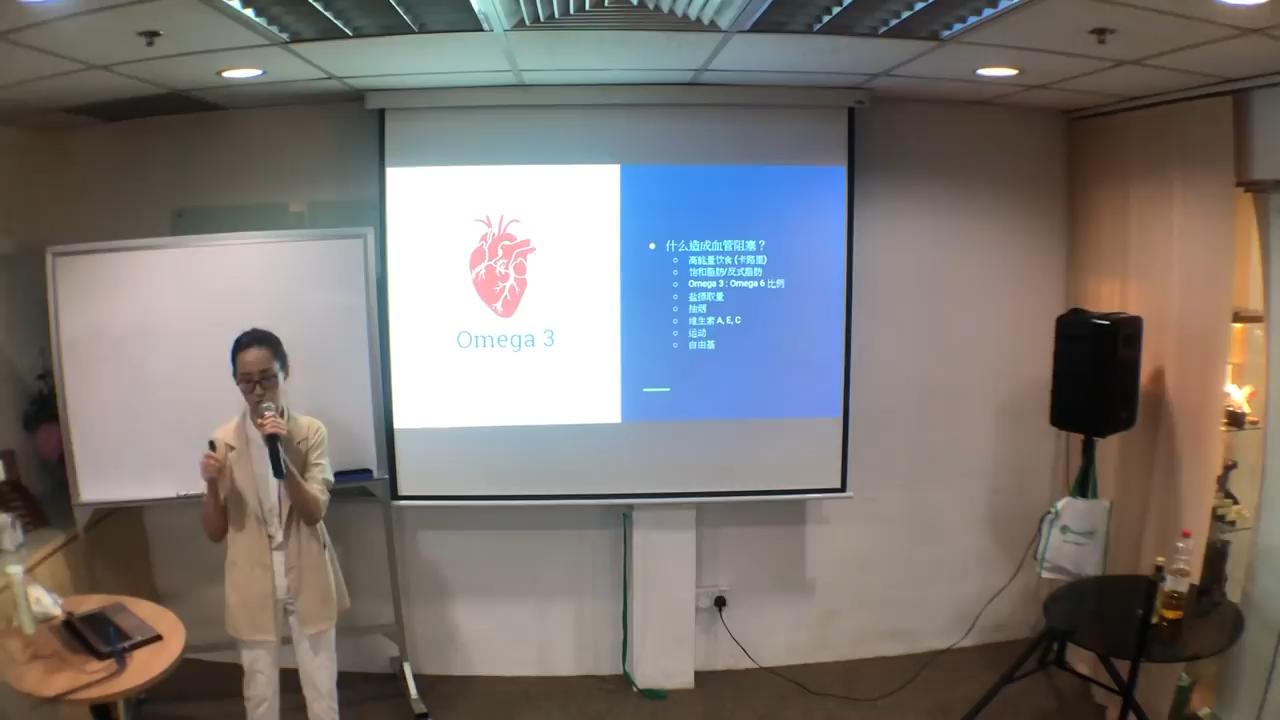 Omega 3
什么造成血管阻塞？
高能量饮食 (卡路里)
饱和脂肪/反式脂肪
Omega 3 : Omega 6 比例
盐摄取量
抽烟
维生素 A, E, C
运动
自由基